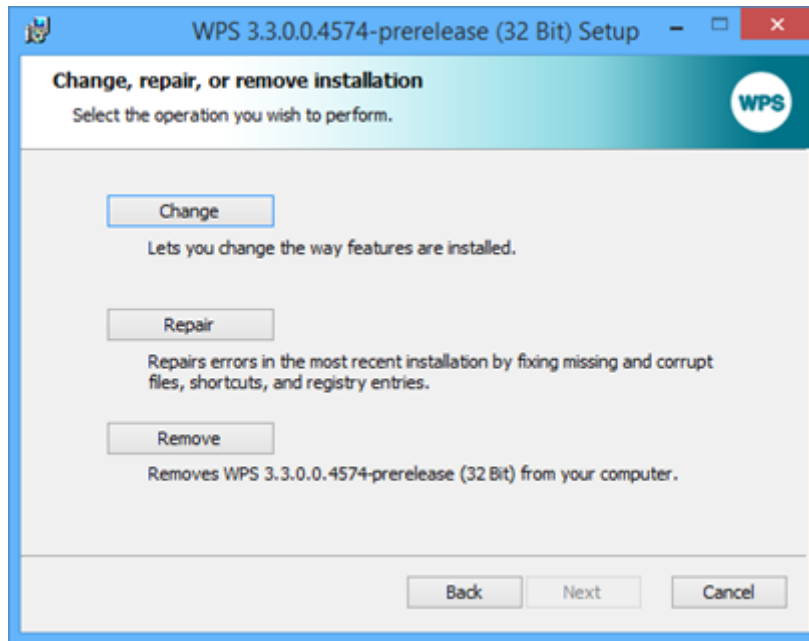 WPS 3.3.0.0.4574-prerelease (32 Bit) Setup
Change, repair, or remove installation
Select the operation you wish to perform.
WPS
Change
Lets you change the way features are installed.
Repair
Repairs errors in the most recent installation by fixing missing and corrupt
files, shortcuts, and registry entries.
Remove
Removes WPS 3.3.0.0.4574-prerelease (32 Bit) from your computer.
Back Next Cancel